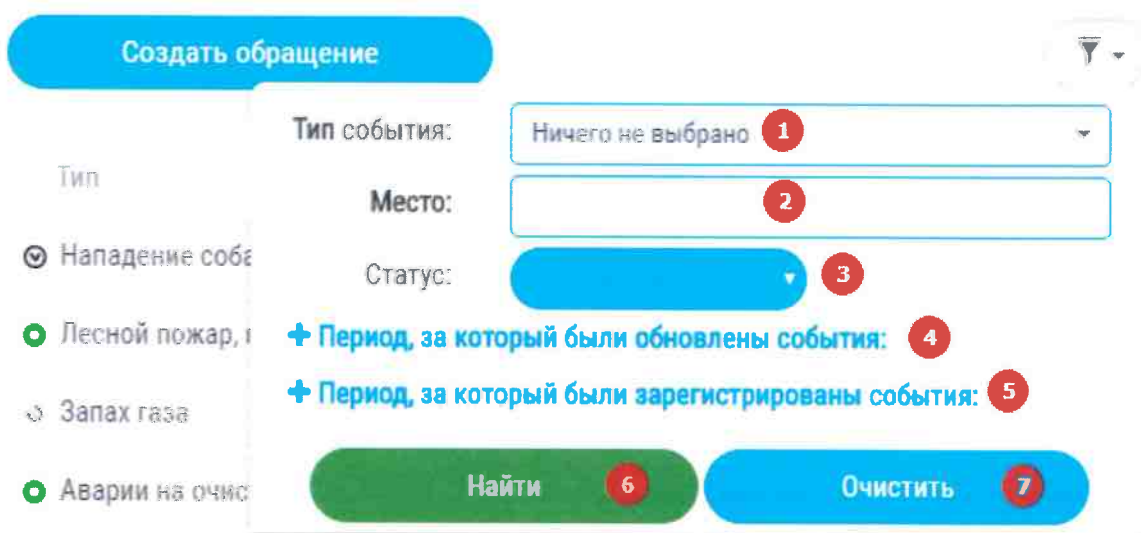 Создать обращение
Тип события:
Ничего не выбрано
1
Тип
Место:
2
Нападение соба
Статус:
3
Лесной пожар,
+ Период, за который были обновлены события:
4
+ Период, за который были зарегистрированы события:
5
Запах газа
Найти
6
Очистить
7
Аварии на очис